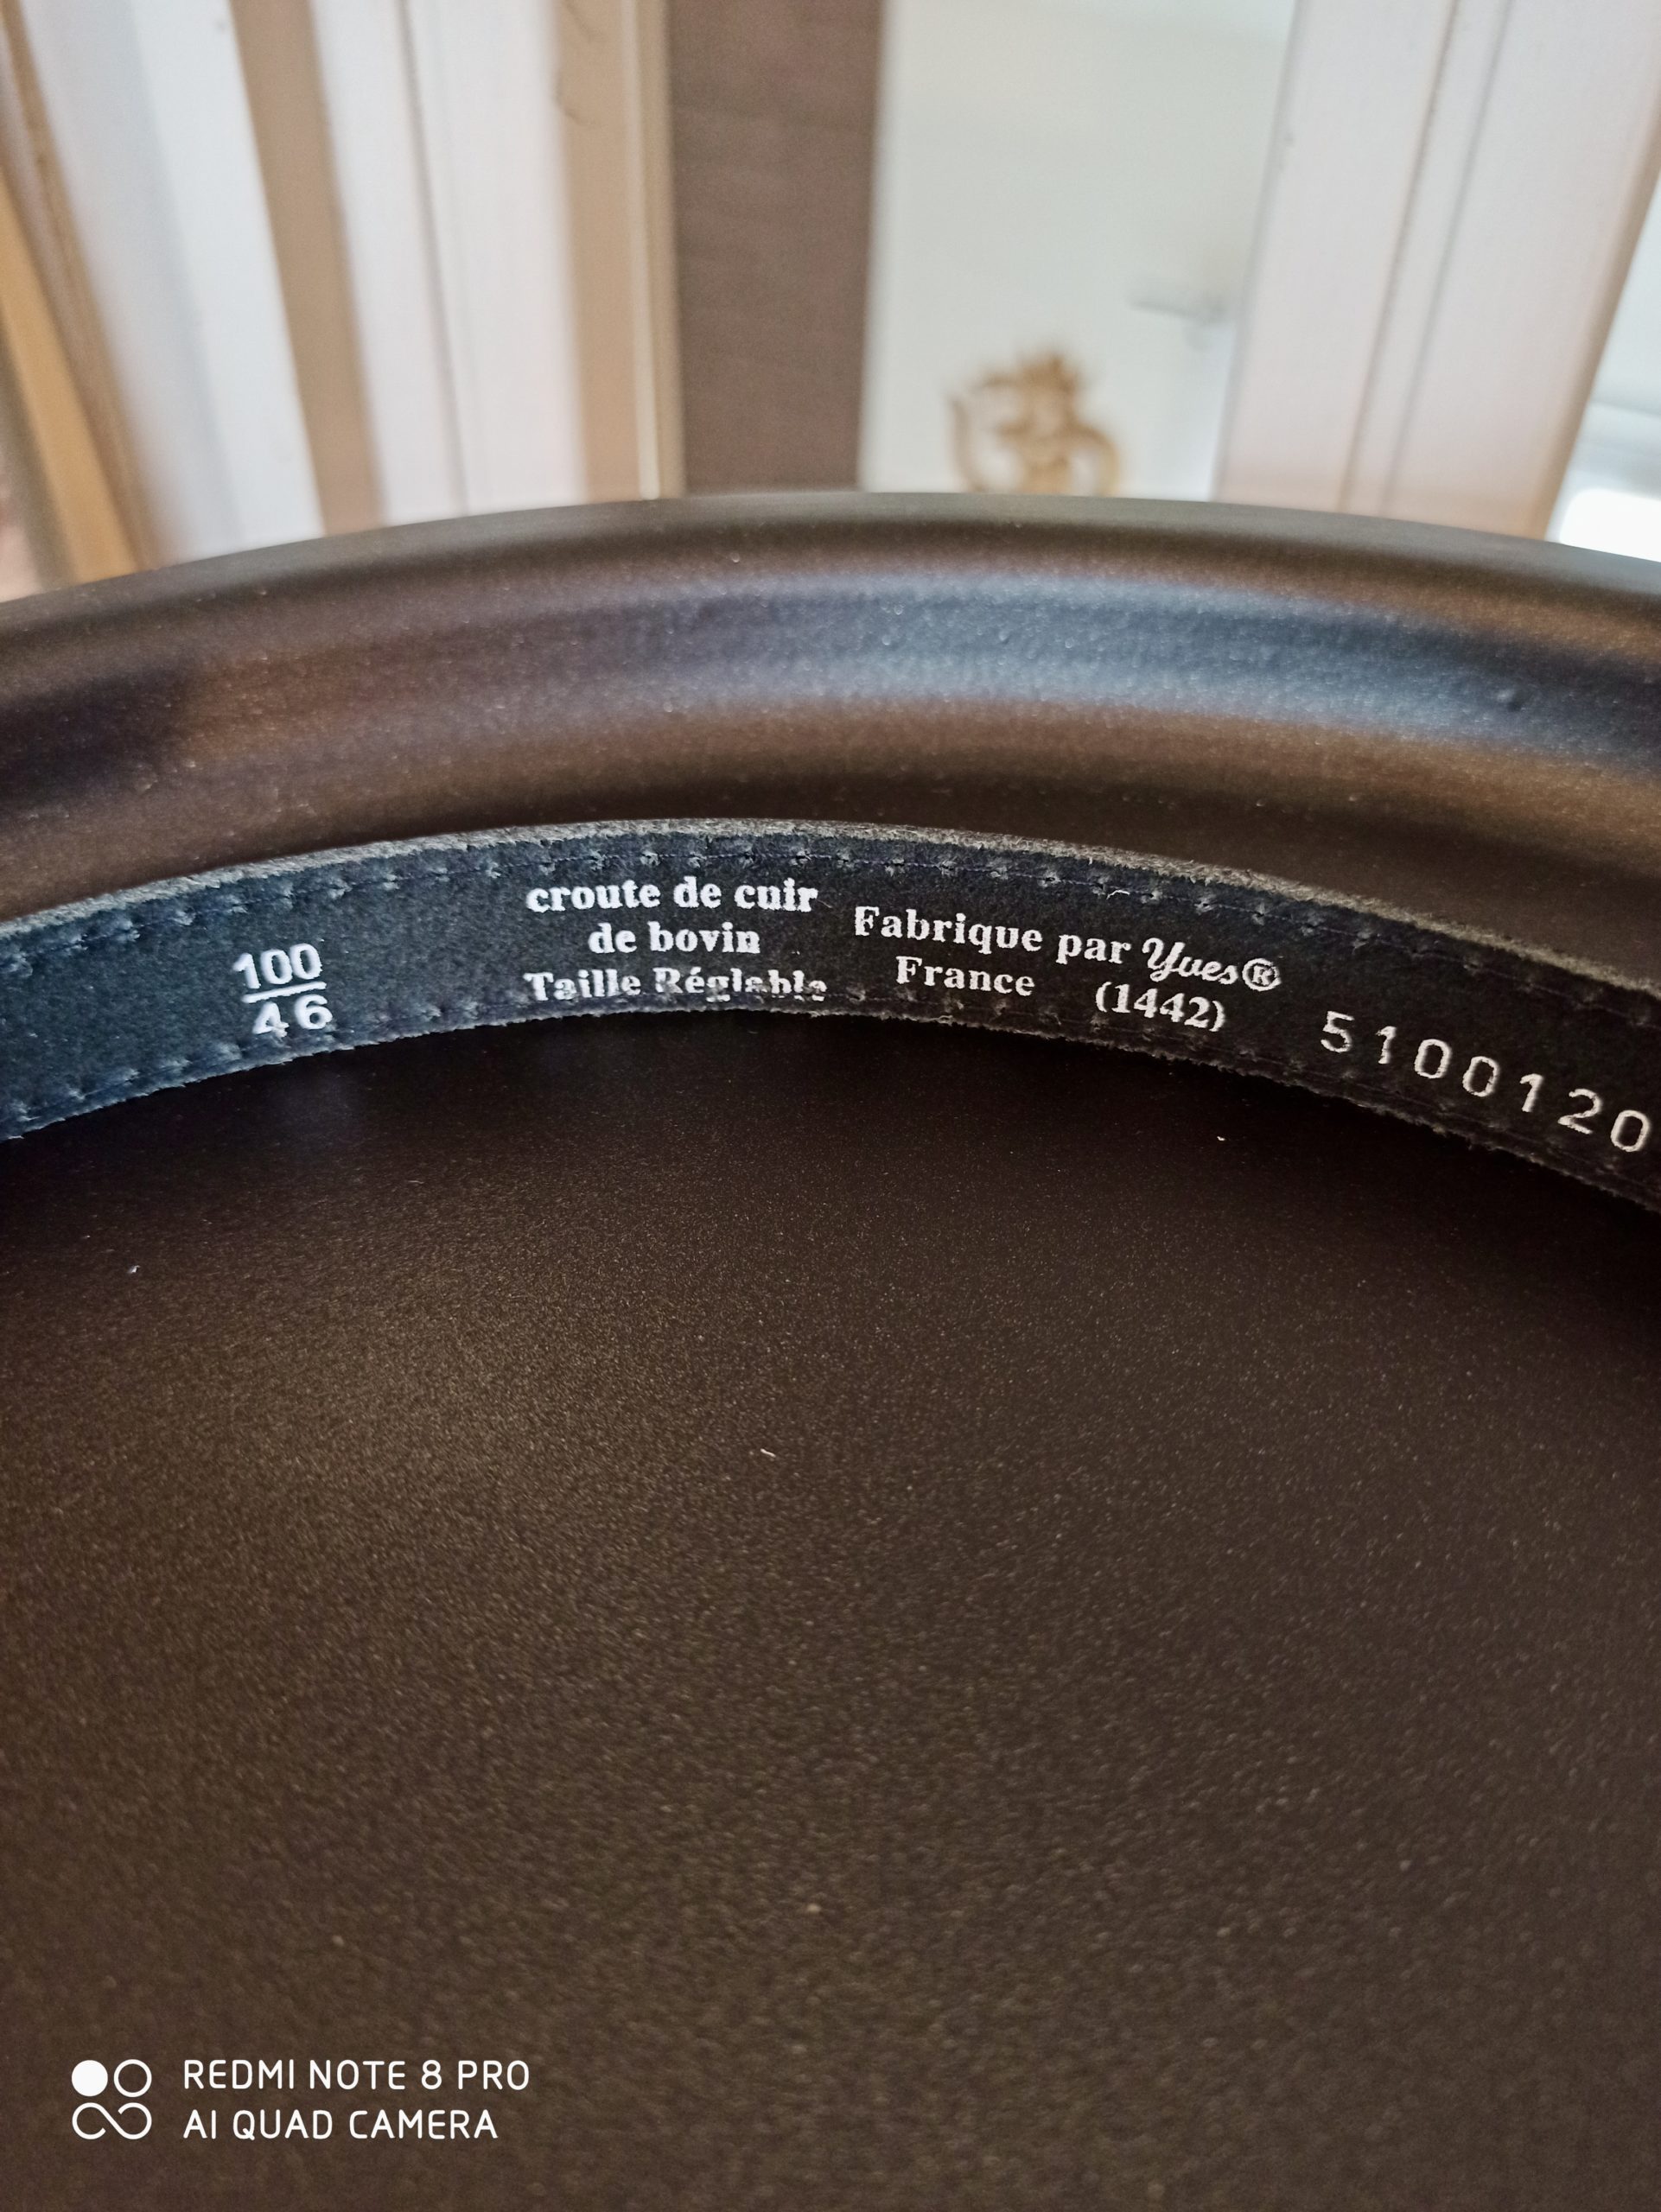 100
46
croute de cuir
de bovin
Taille Réglable
Fabrique par Yves®
France (1442)
5100120
REDMI NOTE 8 PRO
AI QUAD CAMERA